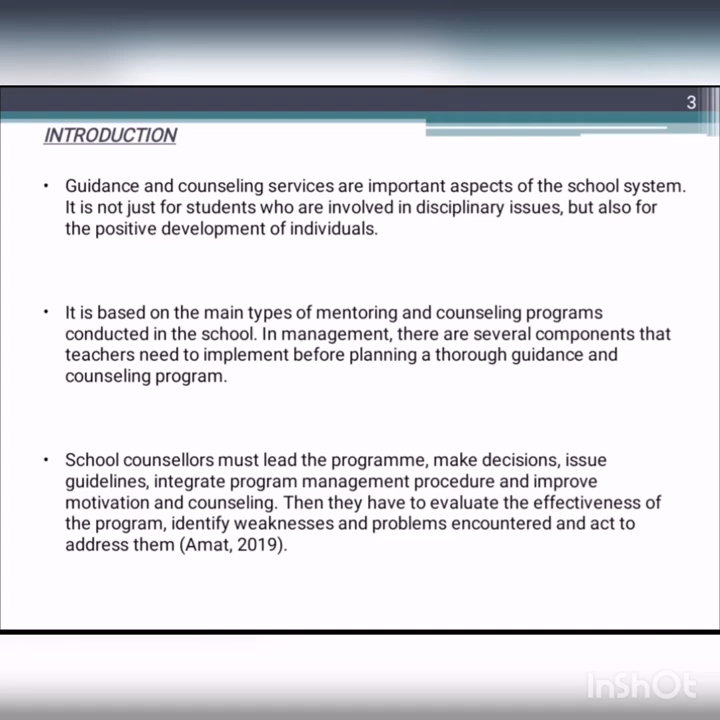 3
INTRODUCTION
• Guidance and counseling services are important aspects of the school system.
It is not just for students who are involved in disciplinary issues, but also for
the positive development of individuals.
• It is based on the main types of mentoring and counseling programs
conducted in the school. In management, there are several components that
teachers need to implement before planning a thorough guidance and
counseling program.
• School counsellors must lead the programme, make decisions, issue
guidelines, integrate program management procedure and improve
motivation and counseling. Then they have to evaluate the effectiveness of
the program, identify weaknesses and problems encountered and act to
address them (Amat, 2019).
InShOt